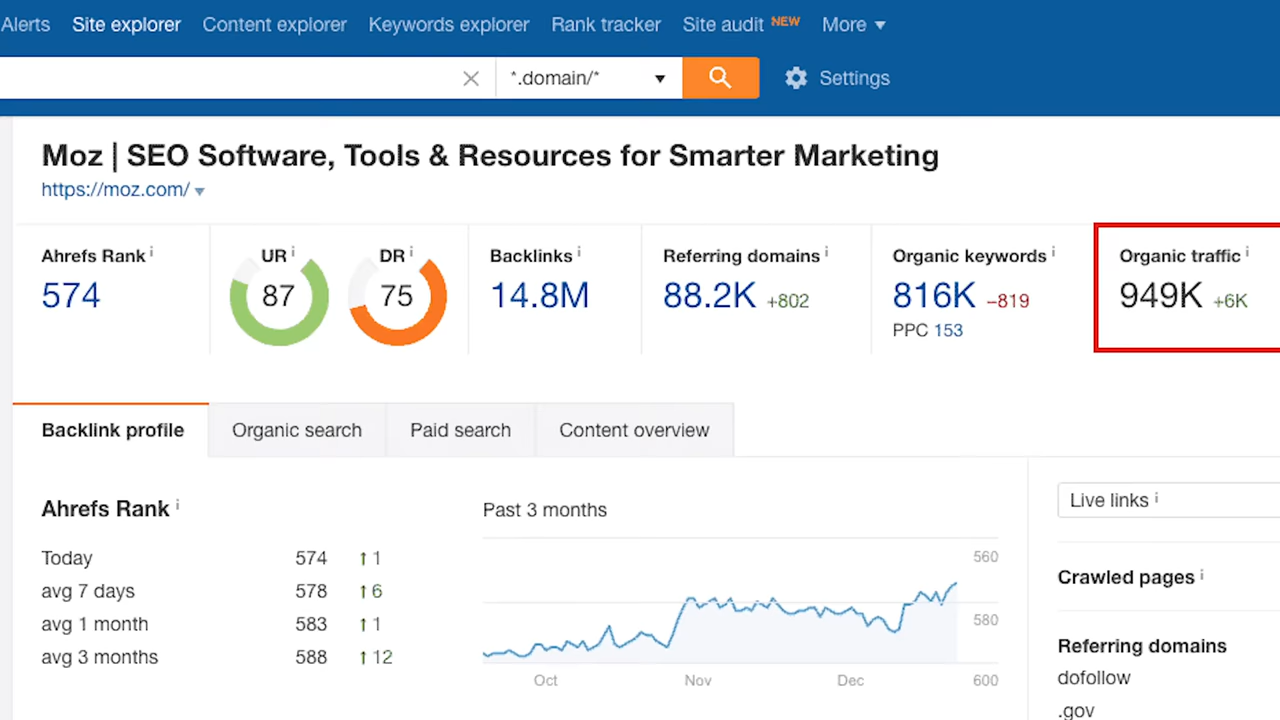 Alerts Site explorer Content explorer Keywords explorer Rank tracker Site audit NEW More
*.domain/* Settings
Moz | SEO Software, Tools & Resources for Smarter Marketing
https://moz.com/
Ahrefs Rank i UR i DR i Backlinks i Referring domains i Organic keywords i Organic traffic i
574 87 75 14.8M 88.2K +802 816K -819 949K +6K
PPC 153
Backlink profile Organic search Paid search Content overview
Ahrefs Rank i Past 3 months Live links i
Today 574 ↑1 560
avg 7 days 578 ↑6 Crawled pages i
avg 1 month 583 ↑1 580
avg 3 months 588 ↑12 Referring domains
Oct Nov Dec 600 dofollow
.gov